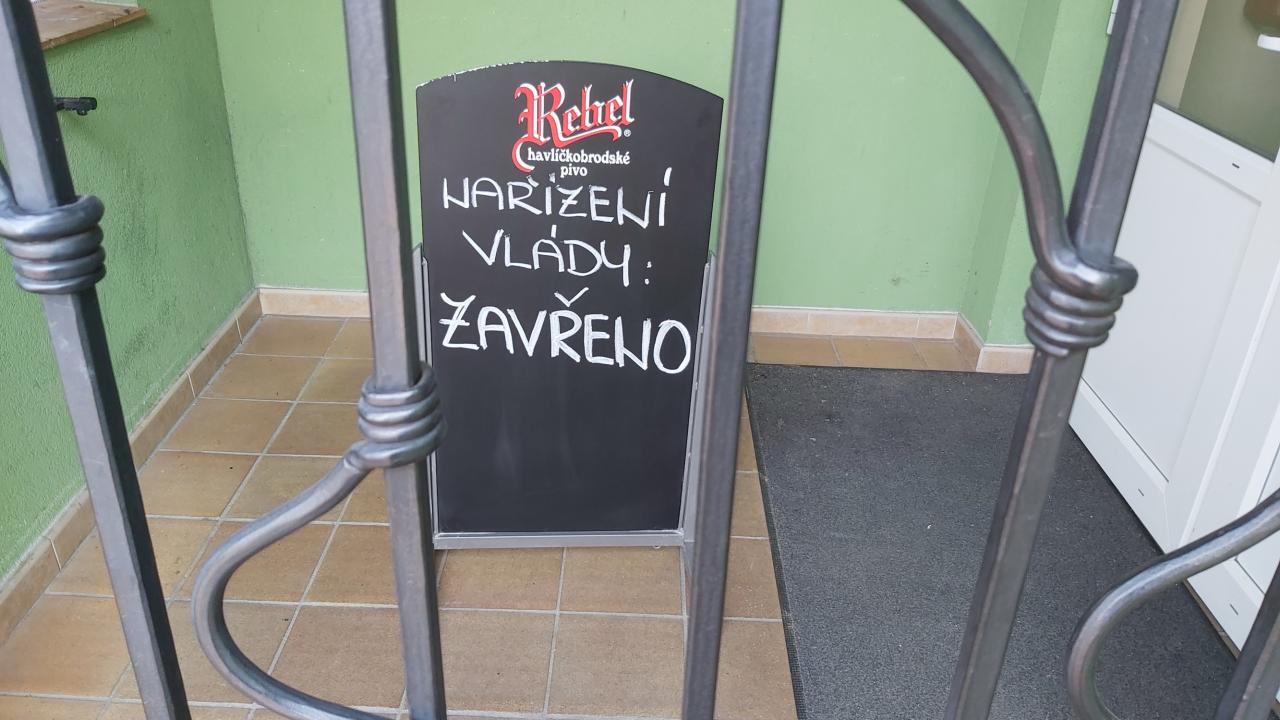 Rebel®
havlíčkobrodské
pivo
NAŘÍZENÍ
VLÁDY:
ZAVŘENO